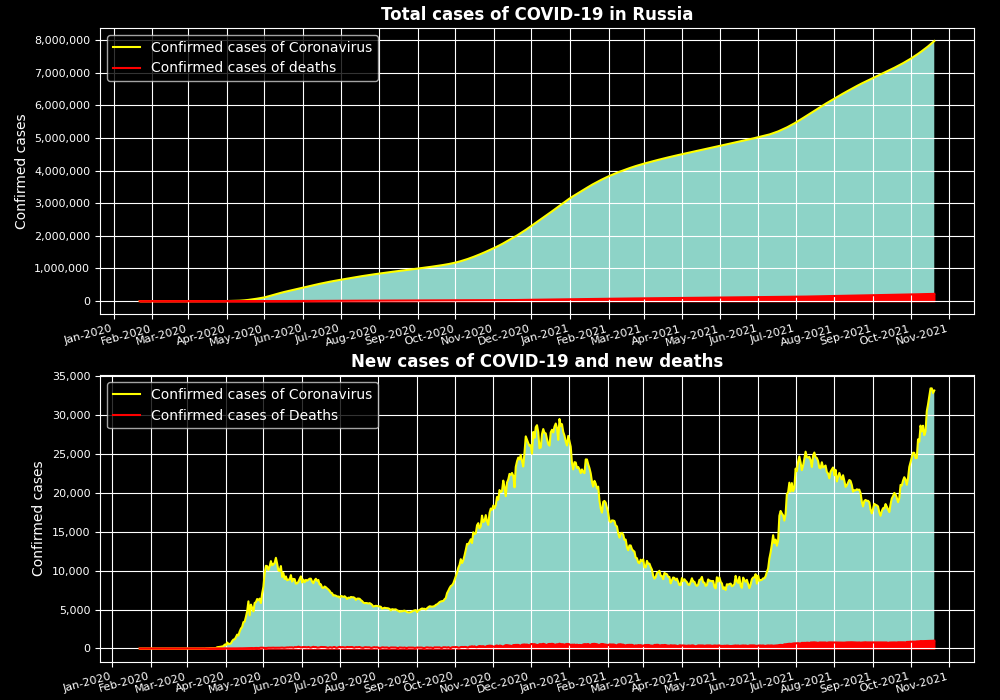 Total cases of COVID-19 in Russia
Confirmed cases of Coronavirus
Confirmed cases of deaths
Confirmed cases
8,000,000
7,000,000
6,000,000
5,000,000
4,000,000
3,000,000
2,000,000
1,000,000
0
Jan-2020 Feb-2020 Mar-2020 Apr-2020 May-2020 Jun-2020 Jul-2020 Aug-2020 Sep-2020 Oct-2020 Nov-2020 Dec-2020 Jan-2021 Feb-2021 Mar-2021 Apr-2021 May-2021 Jun-2021 Jul-2021 Aug-2021 Sep-2021 Oct-2021 Nov-2021
New cases of COVID-19 and new deaths
Confirmed cases of Coronavirus
Confirmed cases of Deaths
Confirmed cases
35,000
30,000
25,000
20,000
15,000
10,000
5,000
0
Jan-2020 Feb-2020 Mar-2020 Apr-2020 May-2020 Jun-2020 Jul-2020 Aug-2020 Sep-2020 Oct-2020 Nov-2020 Dec-2020 Jan-2021 Feb-2021 Mar-2021 Apr-2021 May-2021 Jun-2021 Jul-2021 Aug-2021 Sep-2021 Oct-2021 Nov-2021